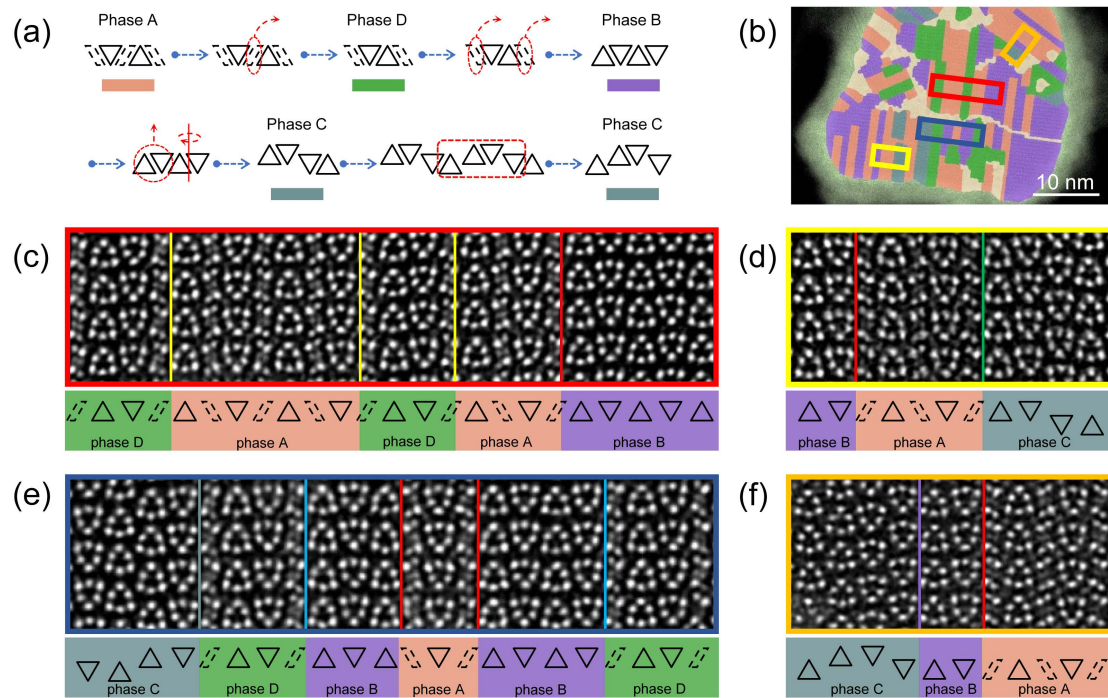 (a)
Phase A
Phase D
Phase B
Phase C
Phase C
(b)
10 nm
(c)
phase D
phase A
phase D
phase A
phase B
(d)
phase B
phase A
phase C
(e)
phase C
phase D
phase B
phase A
phase B
phase D
(f)
phase C
phase B
phase A